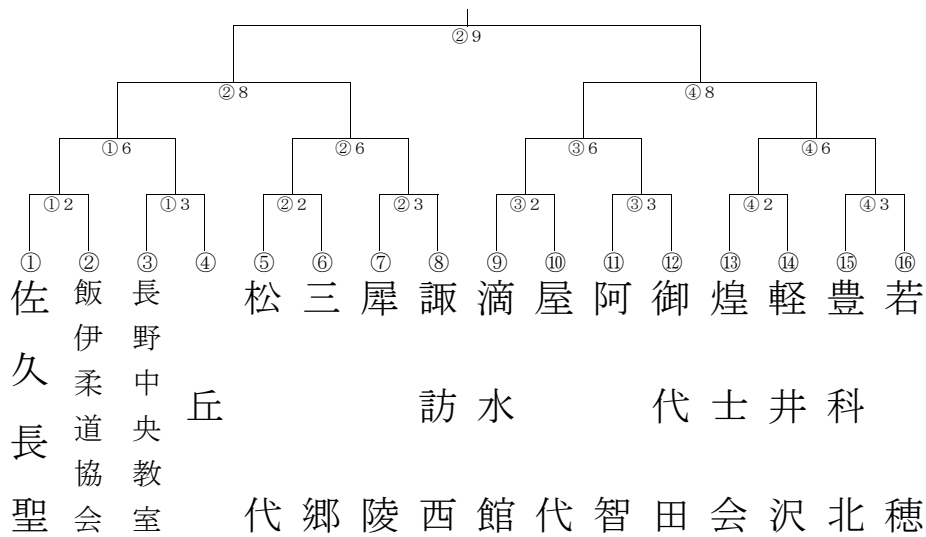 ②9
②8
④8
①6
②6
③6
④6
①2
①3
②2
②3
③2
③3
④2
④3
①
②
③
④
⑤
⑥
⑦
⑧
⑨
⑩
⑪
⑫
⑬
⑭
⑮
⑯
佐久長聖
飯伊柔道協会
長野中央教室
丘
松代
三郷
犀陵
諏訪西
滴水館
屋代
阿智
御代田
煌士会
軽井沢
豊科北
若穂